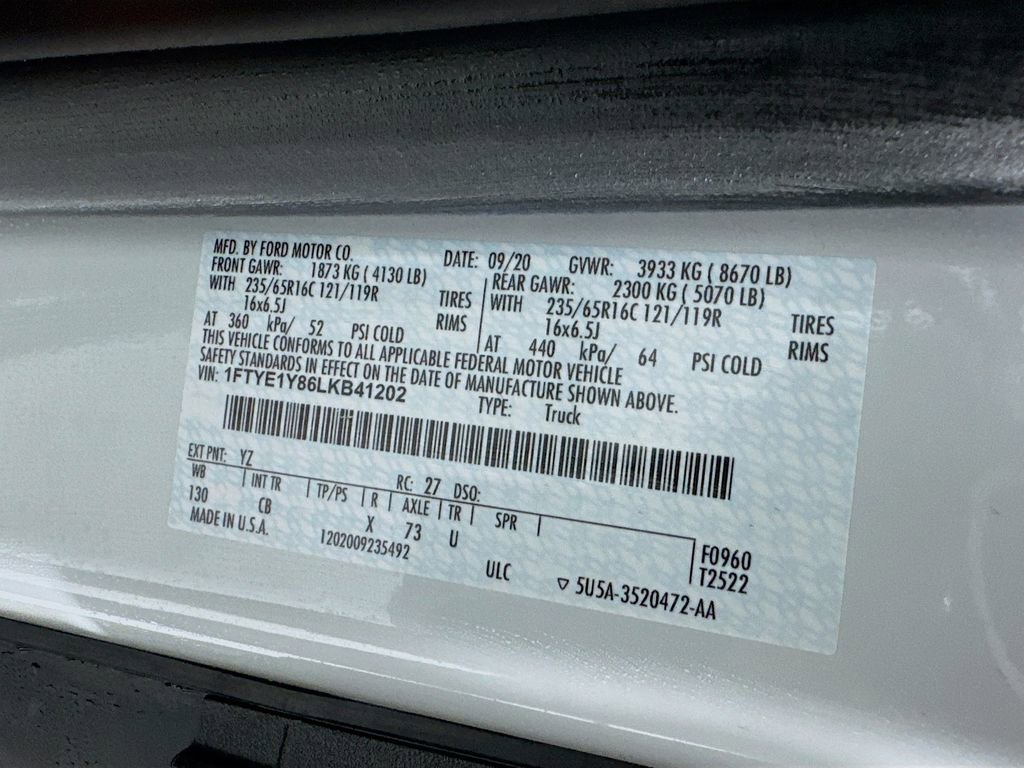 MFD. BY FORD MOTOR CO. DATE: 09/20 GVWR: 3933 KG ( 8670 LB)
FRONT GAWR: 1873 KG ( 4130 LB) REAR GAWR: 2300 KG ( 5070 LB)
WITH 235/65R16C 121/119R TIRES WITH 235/65R16C 121/119R TIRES
16x6.5J RIMS 16x6.5J RIMS
AT 360 kPa/ 52 PSI COLD AT 440 kPa/ 64 PSI COLD
THIS VEHICLE CONFORMS TO ALL APPLICABLE FEDERAL MOTOR VEHICLE
SAFETY STANDARDS IN EFFECT ON THE DATE OF MANUFACTURE SHOWN ABOVE.
VIN: 1FTYE1Y86LKB41202 TYPE: Truck
EXT PNT: YZ RC: 27 DSO:
WB INT TR TP/PS R AXLE TR SPR
130 CB X 73 U F0960
MADE IN U.S.A. 1202009235492 T2522
ULC 5U5A-3520472-AA